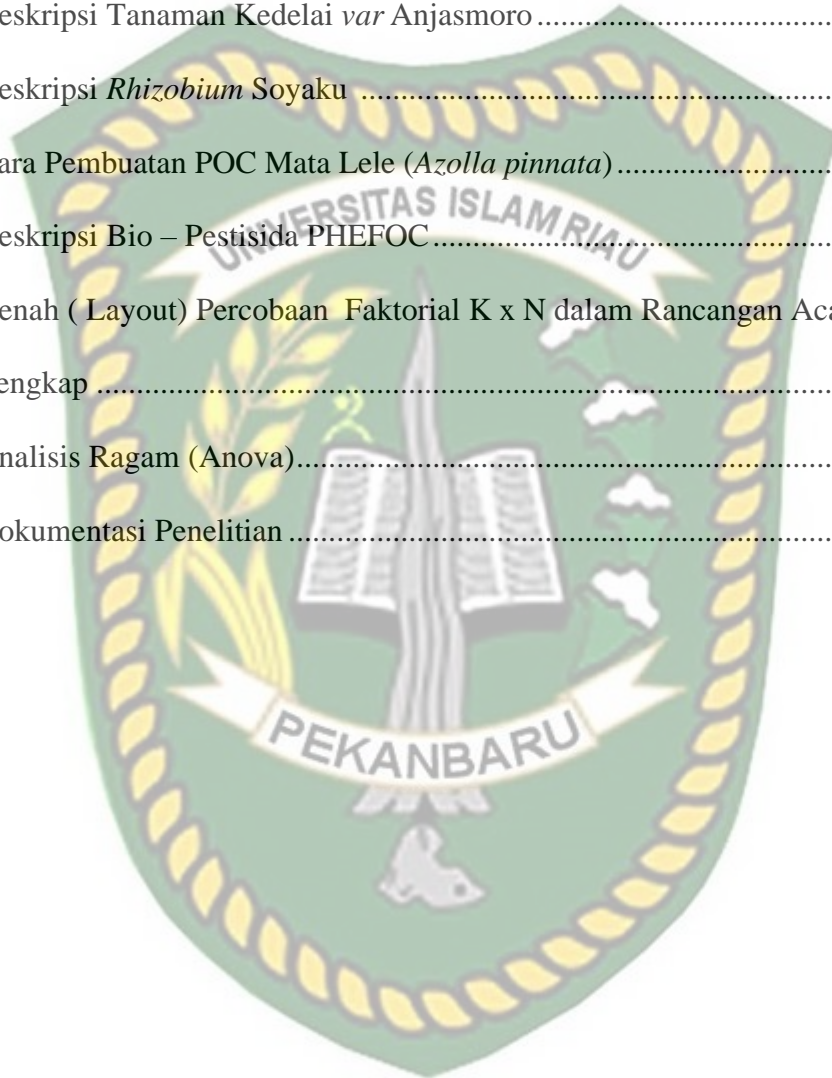 eskripsi Tanaman Kedelai var Anjasmoro ..................................
eskripsi Rhizobium Soyaku ..................................
ara Pembuatan POC Mata Lele (Azolla pinnata) ..................................
UNIVERSITAS ISLAM RIAU
eskripsi Bio – Pestisida PHEFOC ..................................
enah ( Layout) Percobaan Faktorial K x N dalam Rancangan Aca
engkap ..................................
nalisis Ragam (Anova) ..................................
okumentasi Penelitian ..................................
PEKANBARU